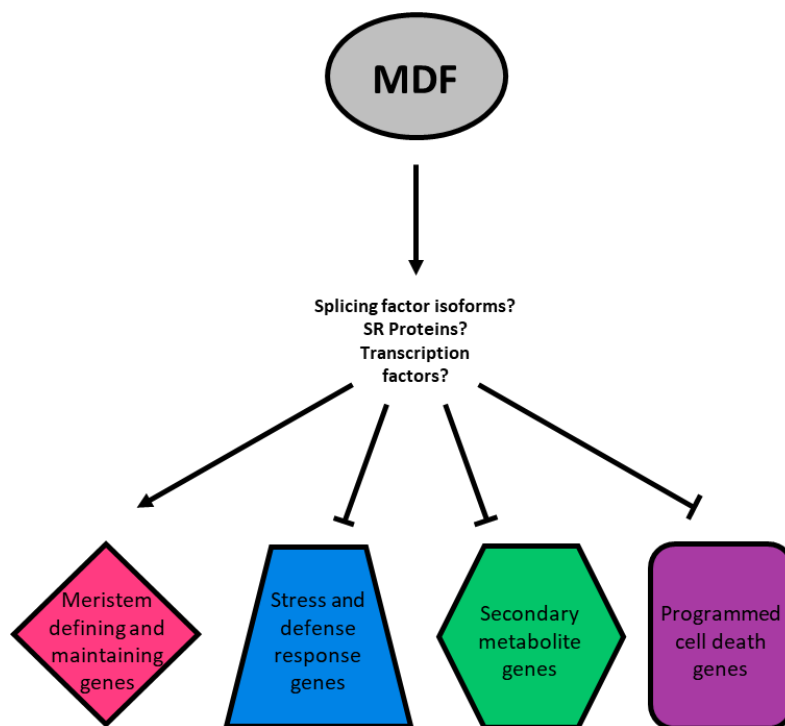 MDF
Splicing factor isoforms?
SR Proteins?
Transcription
factors?
Meristem
defining and
maintaining
genes
Stress and
defense
response
genes
Secondary
metabolite
genes
Programmed
cell death
genes